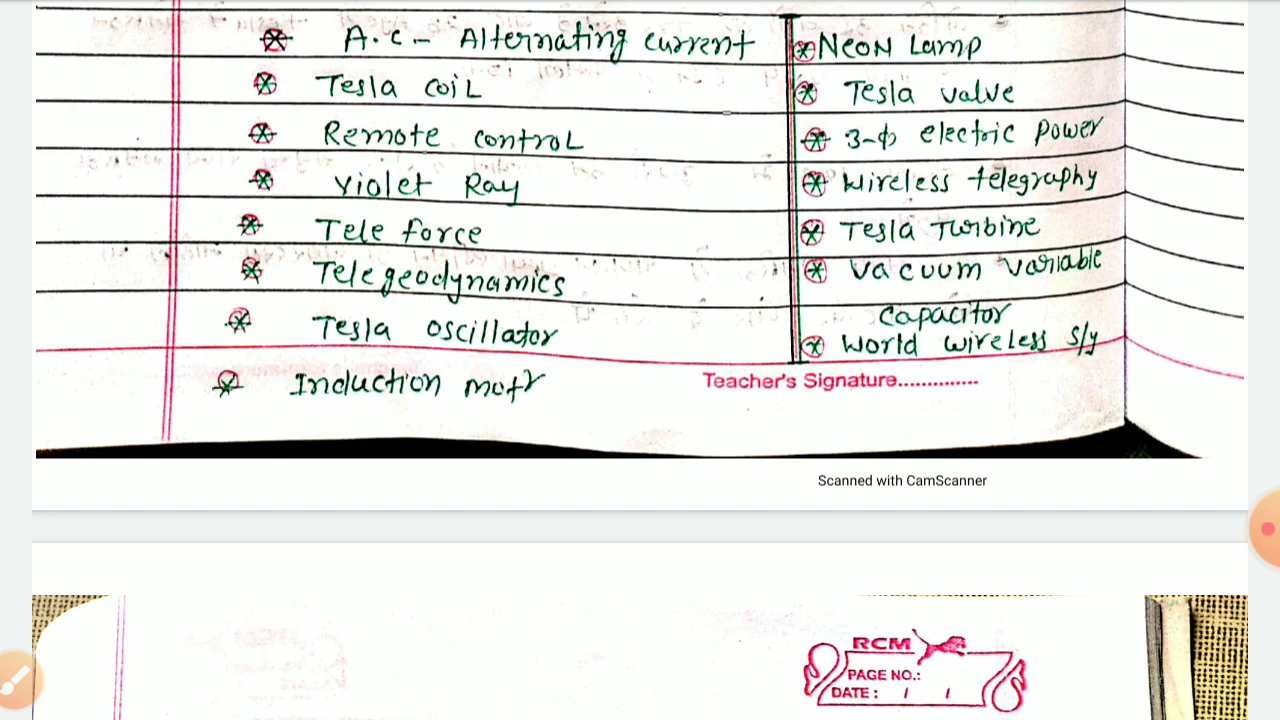 A.C- Alternating current
Tesla coil
Remote control
Violet Ray
Tele force
Telegeodynamics
Tesla oscillator
Induction motr
Neon Lamp
Tesla valve
3-ϕ electric power
Wireless telegraphy
Tesla Turbine
Vacuum variable
capacitor
World wireless s/y
Teacher's Signature..............
Scanned with CamScanner
RCM
PAGE NO.:
DATE : / /